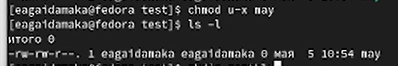 [eagaidamaka@fedora test]$ chmod u-x may
[eagaidamaka@fedora test]$ ls -l
итого 0
-rw-rw-r--. 1 eagaidamaka eagaidamaka 0 мая  5 10:54 may